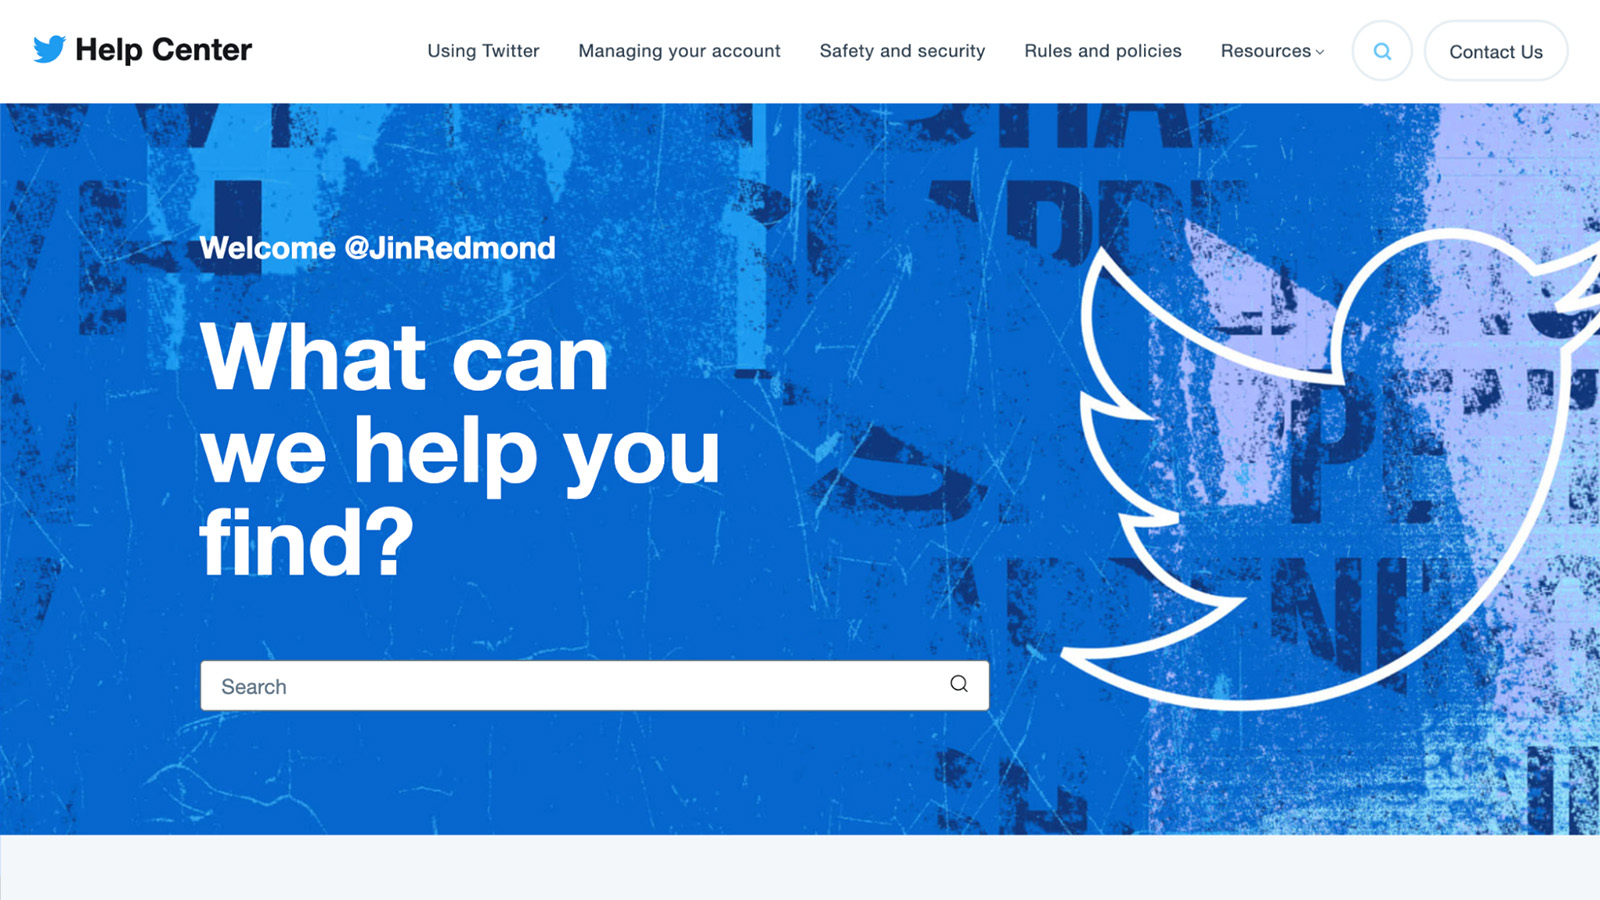 Help Center
Using Twitter
Managing your account
Safety and security
Rules and policies
Resources
Contact Us
Welcome @JinRedmond
What can
we help you
find?
Search